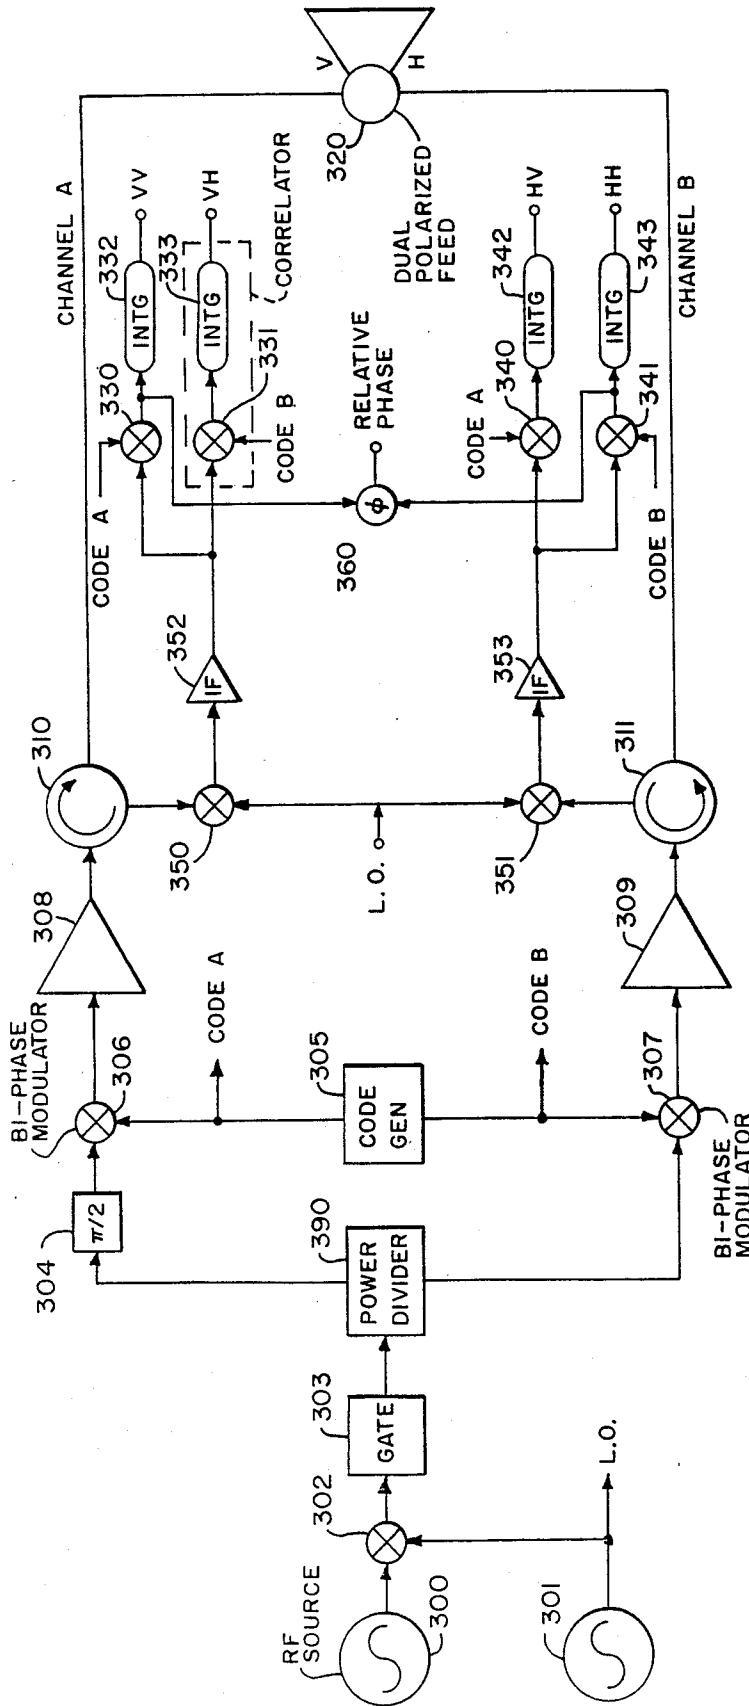 RF
SOURCE
300
301
302
L.O.
303
GATE
390
POWER
DIVIDER
304
π/2
BI-PHASE
MODULATOR
306
305
CODE
GEN
CODE A
CODE B
307
BI-PHASE
MODULATOR
308
309
310
311
350
351
L.O.
352
IF
353
IF
CHANNEL A
CODE A
330
332
INTG
VV
333
INTG
VH
331
CODE B
CORRELATOR
360
ϕ
RELATIVE
PHASE
CODE A
340
342
INTG
HV
343
INTG
HH
341
CODE B
CHANNEL B
320
DUAL
POLARIZED
FEED
V
H